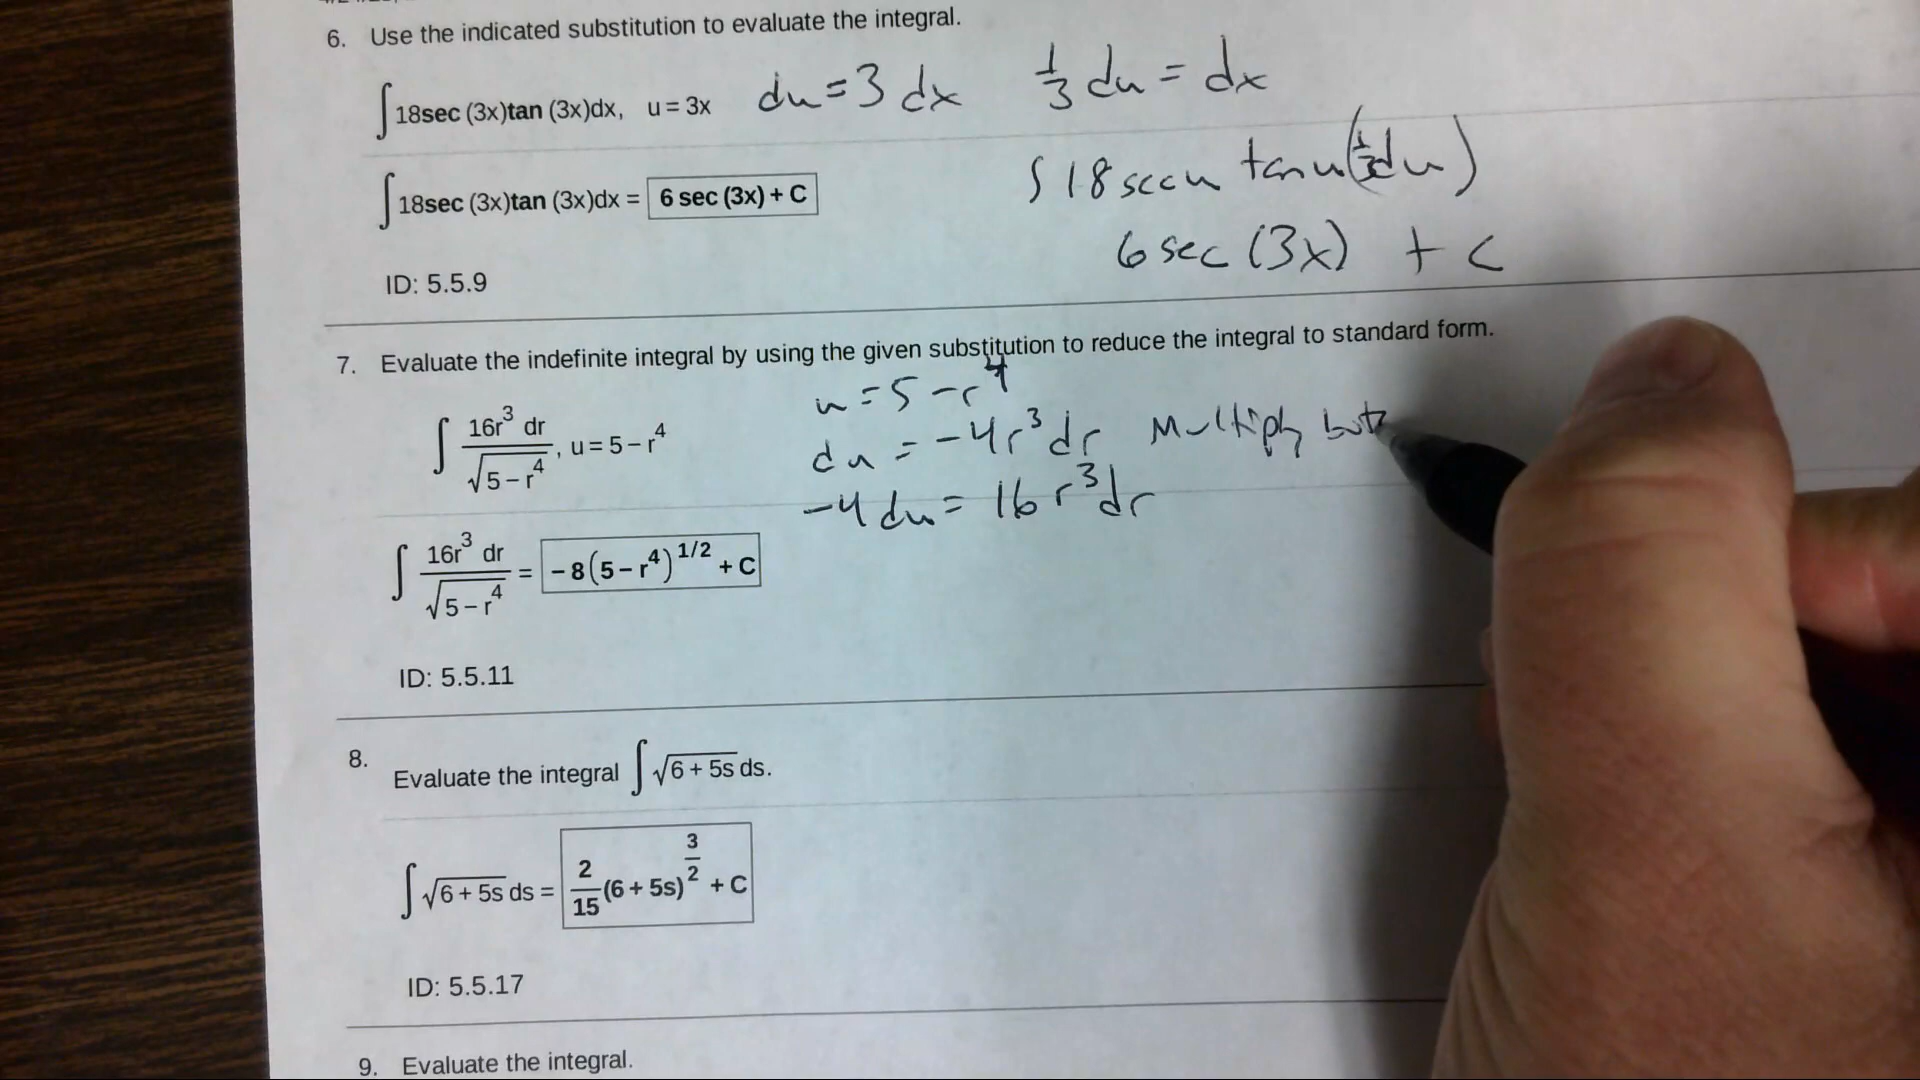 6. Use the indicated substitution to evaluate the integral.
∫18sec (3x)tan (3x)dx, u = 3x
du = 3 dx
1/3 du = dx
∫18 sec u tan u (1/3 du)
∫18sec (3x)tan (3x)dx = 6 sec (3x) + C
6 sec (3x) + c
ID: 5.5.9
7. Evaluate the indefinite integral by using the given substitution to reduce the integral to standard form.
∫ 16r³ dr / √(5 – r⁴), u = 5 – r⁴
u = 5 – r⁴
du = –4r³dr Multiply
–4 du = 16 r³dr
∫ 16r³ dr / √(5 – r⁴) = – 8(5 – r⁴)^1/2 + C
ID: 5.5.11
8. Evaluate the integral ∫√(6 + 5s) ds.
∫√(6 + 5s) ds = 2/15 (6 + 5s)^3/2 + C
ID: 5.5.17
9. Evaluate the integral.